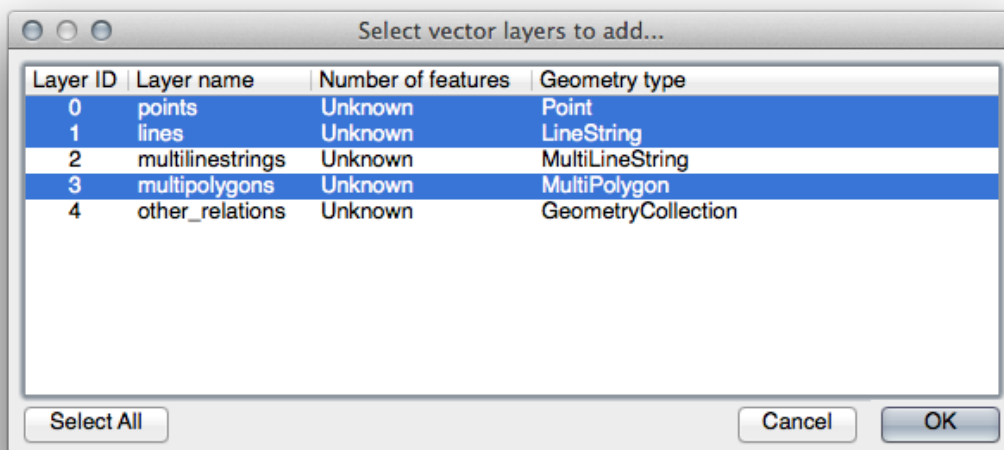 Select vector layers to add...
Layer ID Layer name Number of features Geometry type
0 points Unknown Point
1 lines Unknown LineString
2 multilinestrings Unknown MultiLineString
3 multipolygons Unknown MultiPolygon
4 other_relations Unknown GeometryCollection
Select All Cancel OK